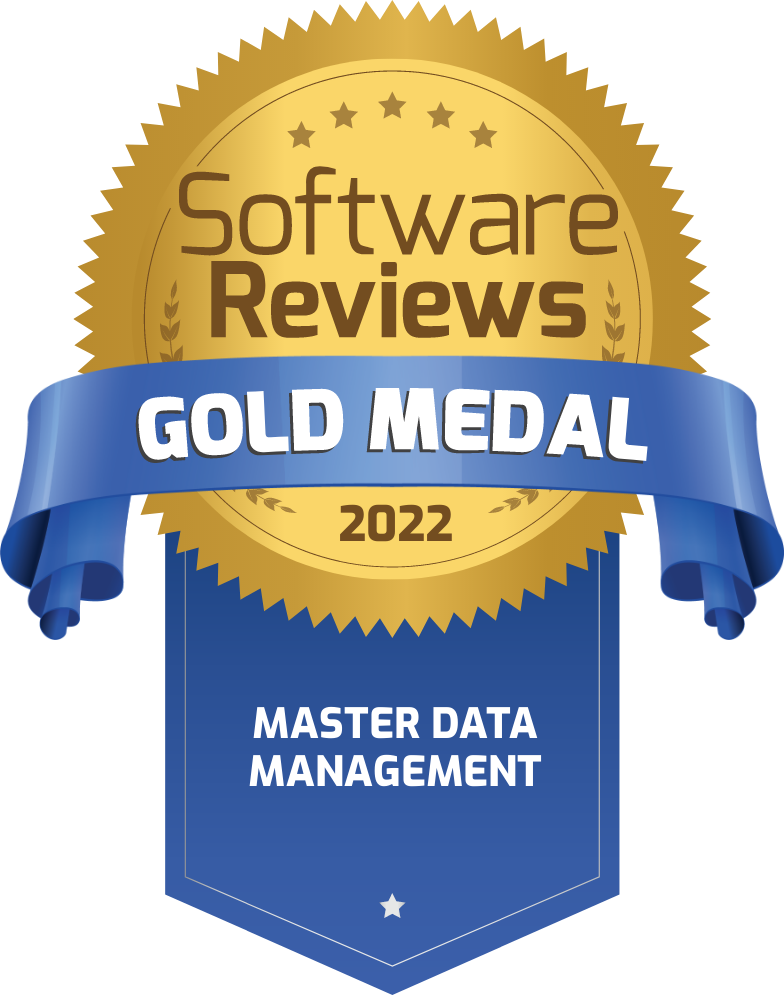 Software
Reviews
GOLD MEDAL
2022
MASTER DATA
MANAGEMENT